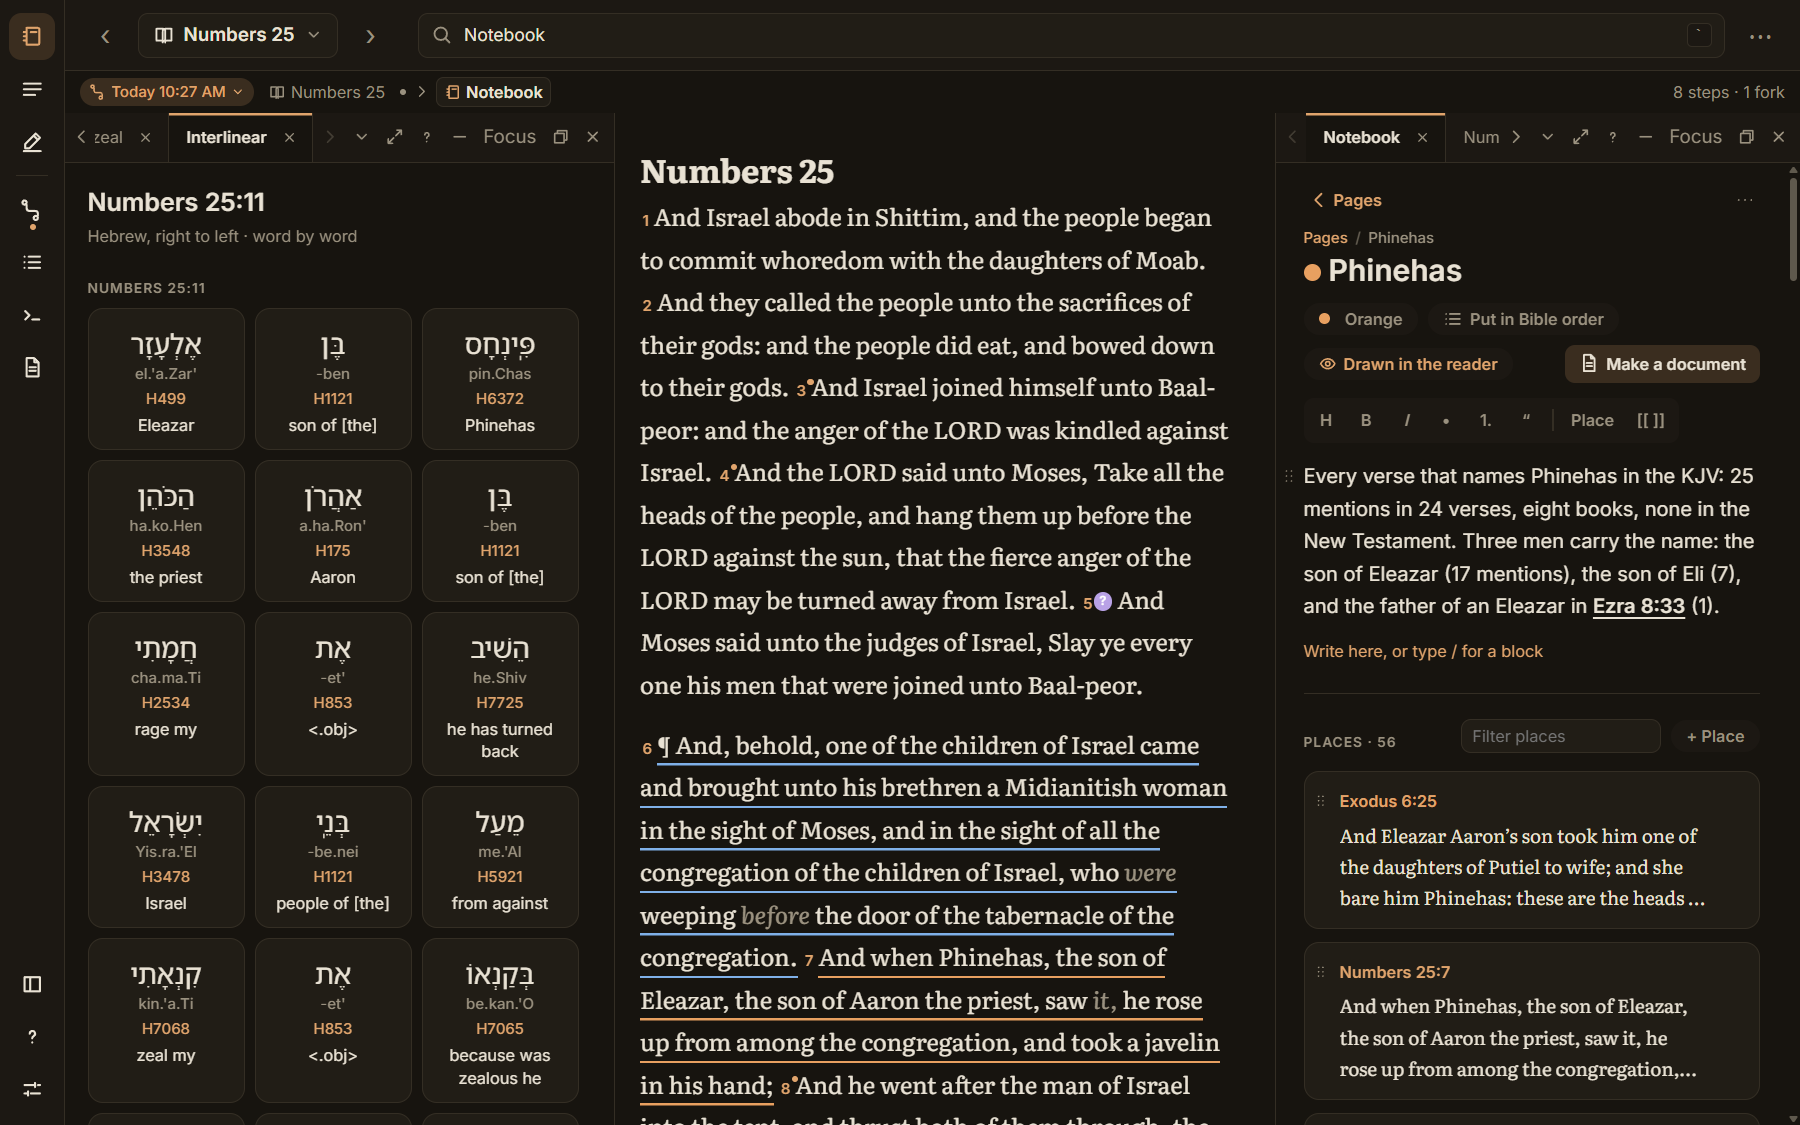 Numbers 25
Notebook
`
Today 10:27 AM
Numbers 25
Notebook
8 steps · 1 fork
zeal
Interlinear
?
Focus
Numbers 25:11
Hebrew, right to left · word by word
NUMBERS 25:11
אֶלְעָזָר
el.'a.Zar'
H499
Eleazar
בֶּן
-ben
H1121
son of [the]
פִּינְחָס
pin.Chas
H6372
Phinehas
הַכֹּהֵן
ha.ko.Hen
H3548
the priest
אַהֲרֹן
a.ha.Ron'
H175
Aaron
בֶּן
-ben
H1121
son of [the]
חֲמָתִי
cha.ma.Ti
H2534
rage my
אֶת
-et'
H853
<.obj>
הֵשִׁיב
he.Shiv
H7725
he has turned
back
יִשְׂרָאֵל
Yis.ra.'El
H3478
Israel
בְּנֵי
-be.nei
H1121
people of [the]
מֵעַל
me.'Al
H5921
from against
קִנְאָתִי
kin.'a.Ti
H7068
zeal my
אֶת
-et'
H853
<.obj>
בְּקַנְאוֹ
be.kan.'O
H7065
because was
zealous he
Numbers 25
1 And Israel abode in Shittim, and the people began
to commit whoredom with the daughters of Moab.
2 And they called the people unto the sacrifices of
their gods: and the people did eat, and bowed down
to their gods. 3 And Israel joined himself unto Baal-
peor: and the anger of the LORD was kindled against
Israel. 4 And the LORD said unto Moses, Take all the
heads of the people, and hang them up before the
LORD against the sun, that the fierce anger of the
LORD may be turned away from Israel. 5 ? And
Moses said unto the judges of Israel, Slay ye every
one his men that were joined unto Baal-peor.
6 ¶ And, behold, one of the children of Israel came
and brought unto his brethren a Midianitish woman
in the sight of Moses, and in the sight of all the
congregation of the children of Israel, who were
weeping before the door of the tabernacle of the
congregation. 7 And when Phinehas, the son of
Eleazar, the son of Aaron the priest, saw it, he rose
up from among the congregation, and took a javelin
in his hand; 8 And he went after the man of Israel
into the tent, and thrust both of them through, the
Notebook
Num
?
Focus
Pages
Pages / Phinehas
Phinehas
Orange
Put in Bible order
Drawn in the reader
Make a document
H B I • 1. “ Place [[ ]]
Every verse that names Phinehas in the KJV: 25
mentions in 24 verses, eight books, none in the
New Testament. Three men carry the name: the
son of Eleazar (17 mentions), the son of Eli (7),
and the father of an Eleazar in Ezra 8:33 (1).
Write here, or type / for a block
PLACES · 56
Filter places
+ Place
Exodus 6:25
And Eleazar Aaron’s son took him one of
the daughters of Putiel to wife; and she
bare him Phinehas: these are the heads …
Numbers 25:7
And when Phinehas, the son of Eleazar,
the son of Aaron the priest, saw it, he
rose up from among the congregation,…
?